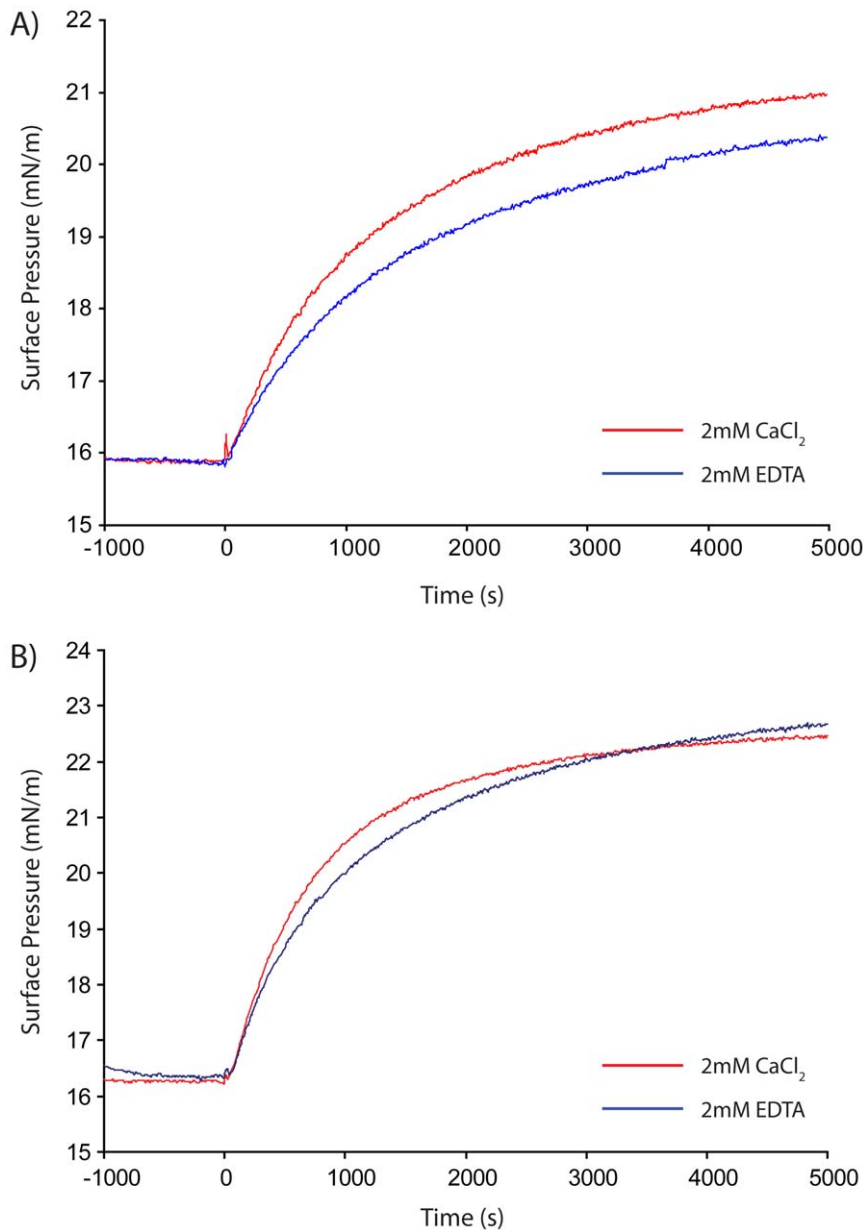 A)
22
21
20
19
18
17
16
15
Surface Pressure (mN/m)
2mM CaCl₂
2mM EDTA
-1000 0 1000 2000 3000 4000 5000
Time (s)
B)
24
23
22
21
20
19
18
17
16
15
Surface Pressure (mN/m)
2mM CaCl₂
2mM EDTA
-1000 0 1000 2000 3000 4000 5000
Time (s)